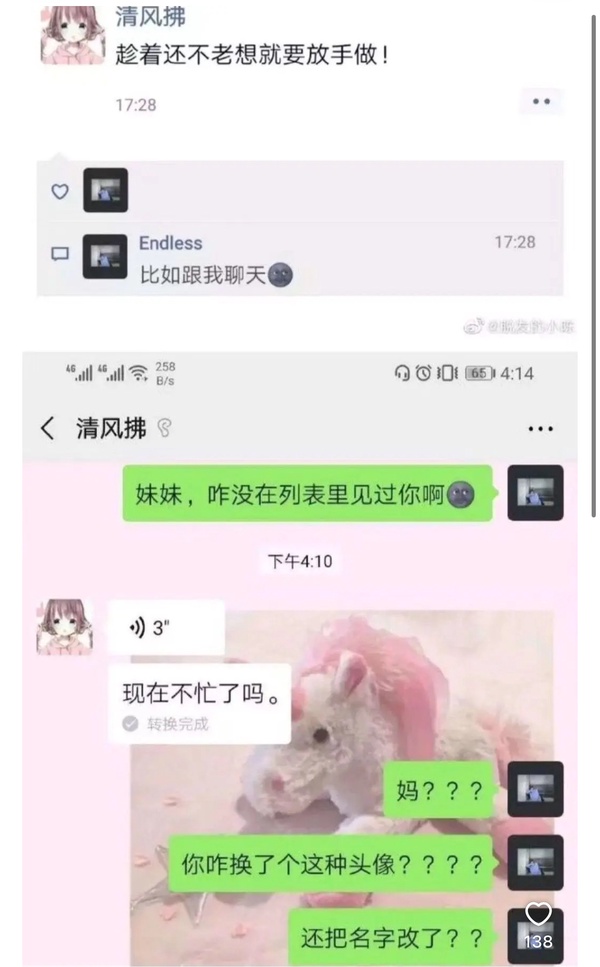 清风拂
趁着还不老想就要放手做！
17:28
Endless
17:28
比如跟我聊天
4G 4G 258 B/s
65 4:14
清风拂
妹妹，咋没在列表里见过你啊
下午4:10
3"
现在不忙了吗。
转换完成
妈？？？
你咋换了个这种头像？？？？
还把名字改了？？
138